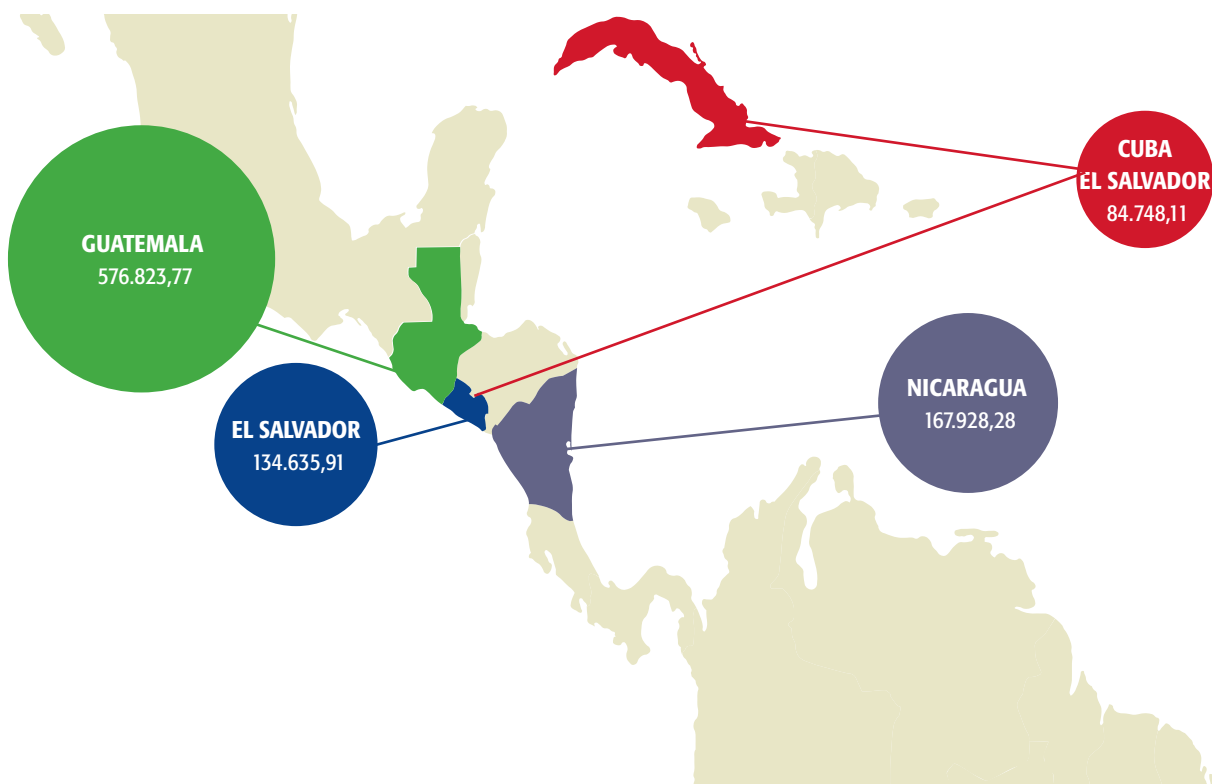 CUBA
EL SALVADOR
84.748,11
GUATEMALA
576.823,77
NICARAGUA
167.928,28
EL SALVADOR
134.635,91